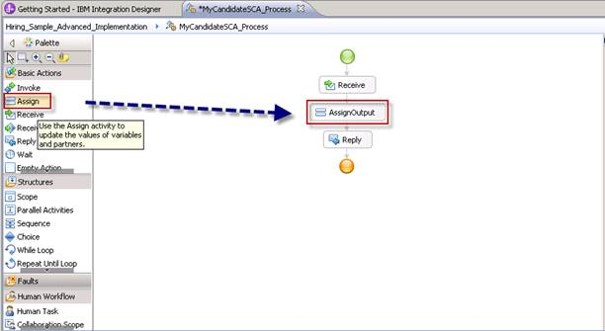 Getting Started - IBM Integration Designer
*MyCandidateSCA_Process
Hiring_Sample_Advanced_Implementation
MyCandidateSCA_Process
Palette
Basic Actions
Invoke
Assign
Receive
Recei
Reply
Wait
Empty Action
Use the Assign activity to
update the values of variables
and partners.
Structures
Scope
Parallel Activities
Sequence
Choice
While Loop
Repeat Until Loop
Faults
Human Workflow
Human Task
Collaboration Scope
Receive
AssignOutput
Reply